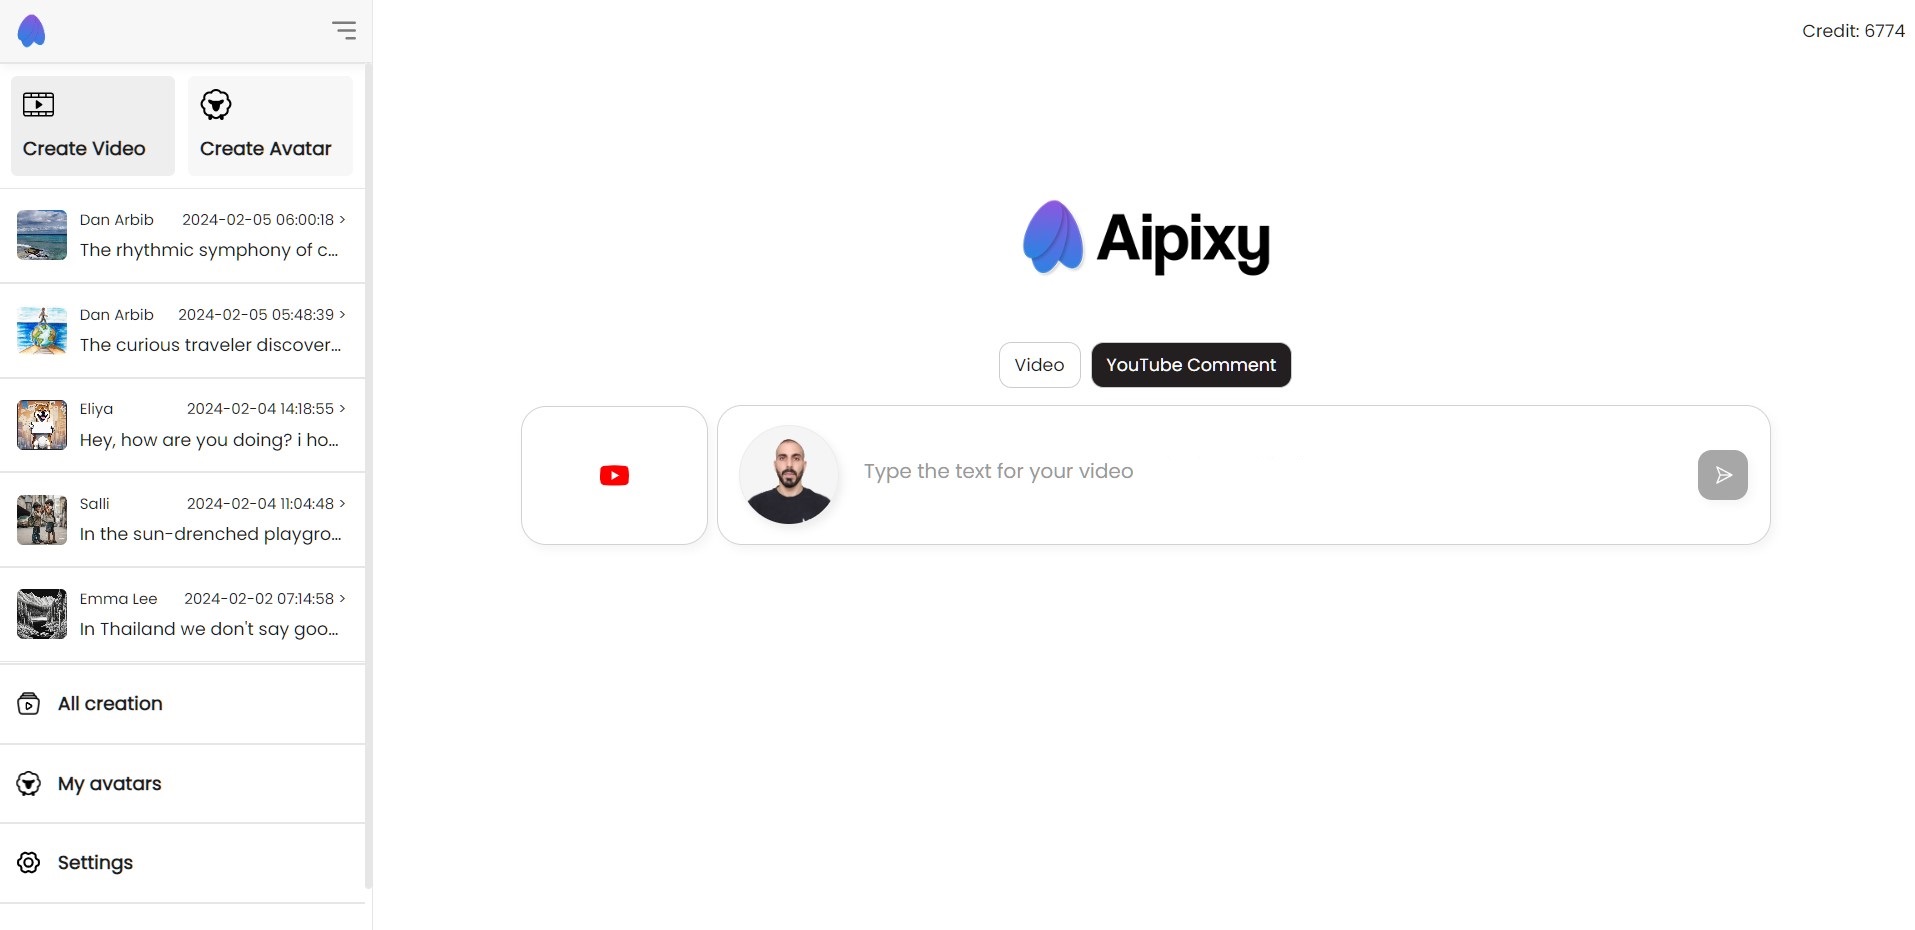 Credit: 6774
Create Video
Create Avatar
Dan Arbib 2024-02-05 06:00:18 >
The rhythmic symphony of c...
Dan Arbib 2024-02-05 05:48:39 >
The curious traveler discover...
Eliya 2024-02-04 14:18:55 >
Hey, how are you doing? i ho...
Salli 2024-02-04 11:04:48 >
In the sun-drenched playgro...
Emma Lee 2024-02-02 07:14:58 >
In Thailand we don't say goo...
All creation
My avatars
Settings
Aipixy
Video
YouTube Comment
Type the text for your video